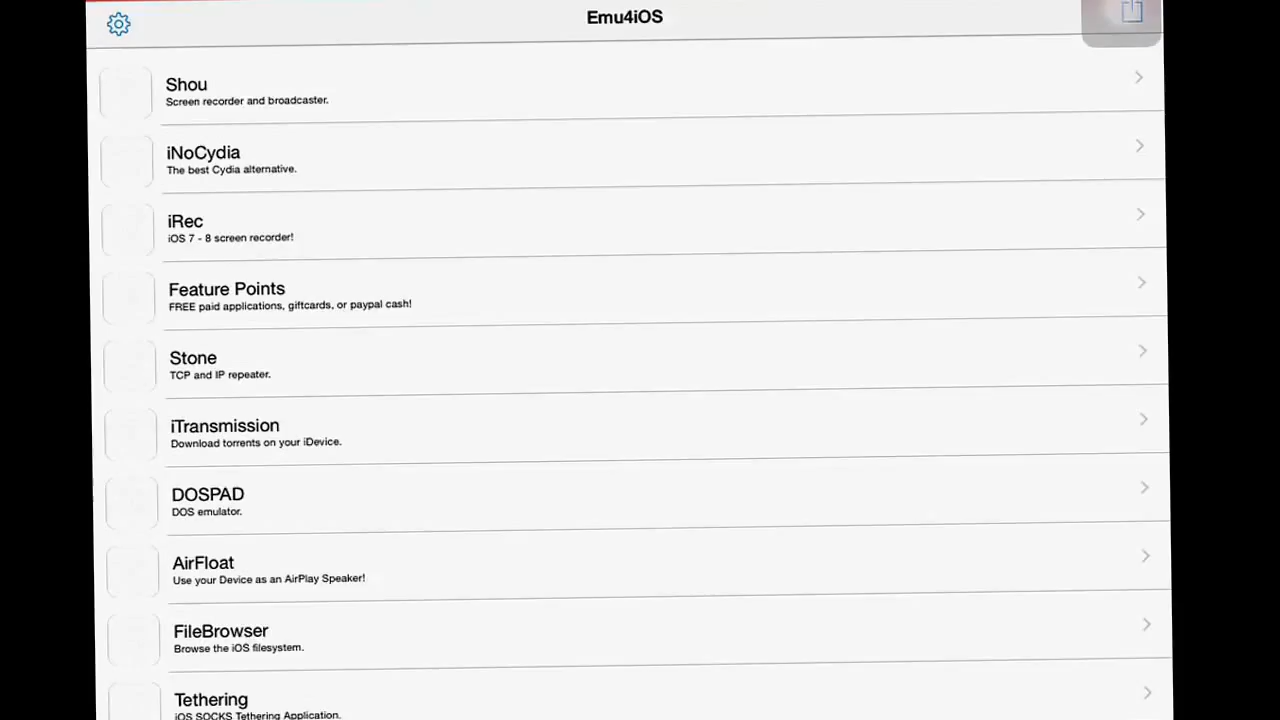 Emu4iOS
Shou
Screen recorder and broadcaster.
iNoCydia
The best Cydia alternative.
iRec
iOS 7 - 8 screen recorder!
Feature Points
FREE paid applications, giftcards, or paypal cash!
Stone
TCP and IP repeater.
iTransmission
Download torrents on your iDevice.
DOSPAD
DOS emulator.
AirFloat
Use your Device as an AirPlay Speaker!
FileBrowser
Browse the iOS filesystem.
Tethering
iOS SOCKS Tethering Application.